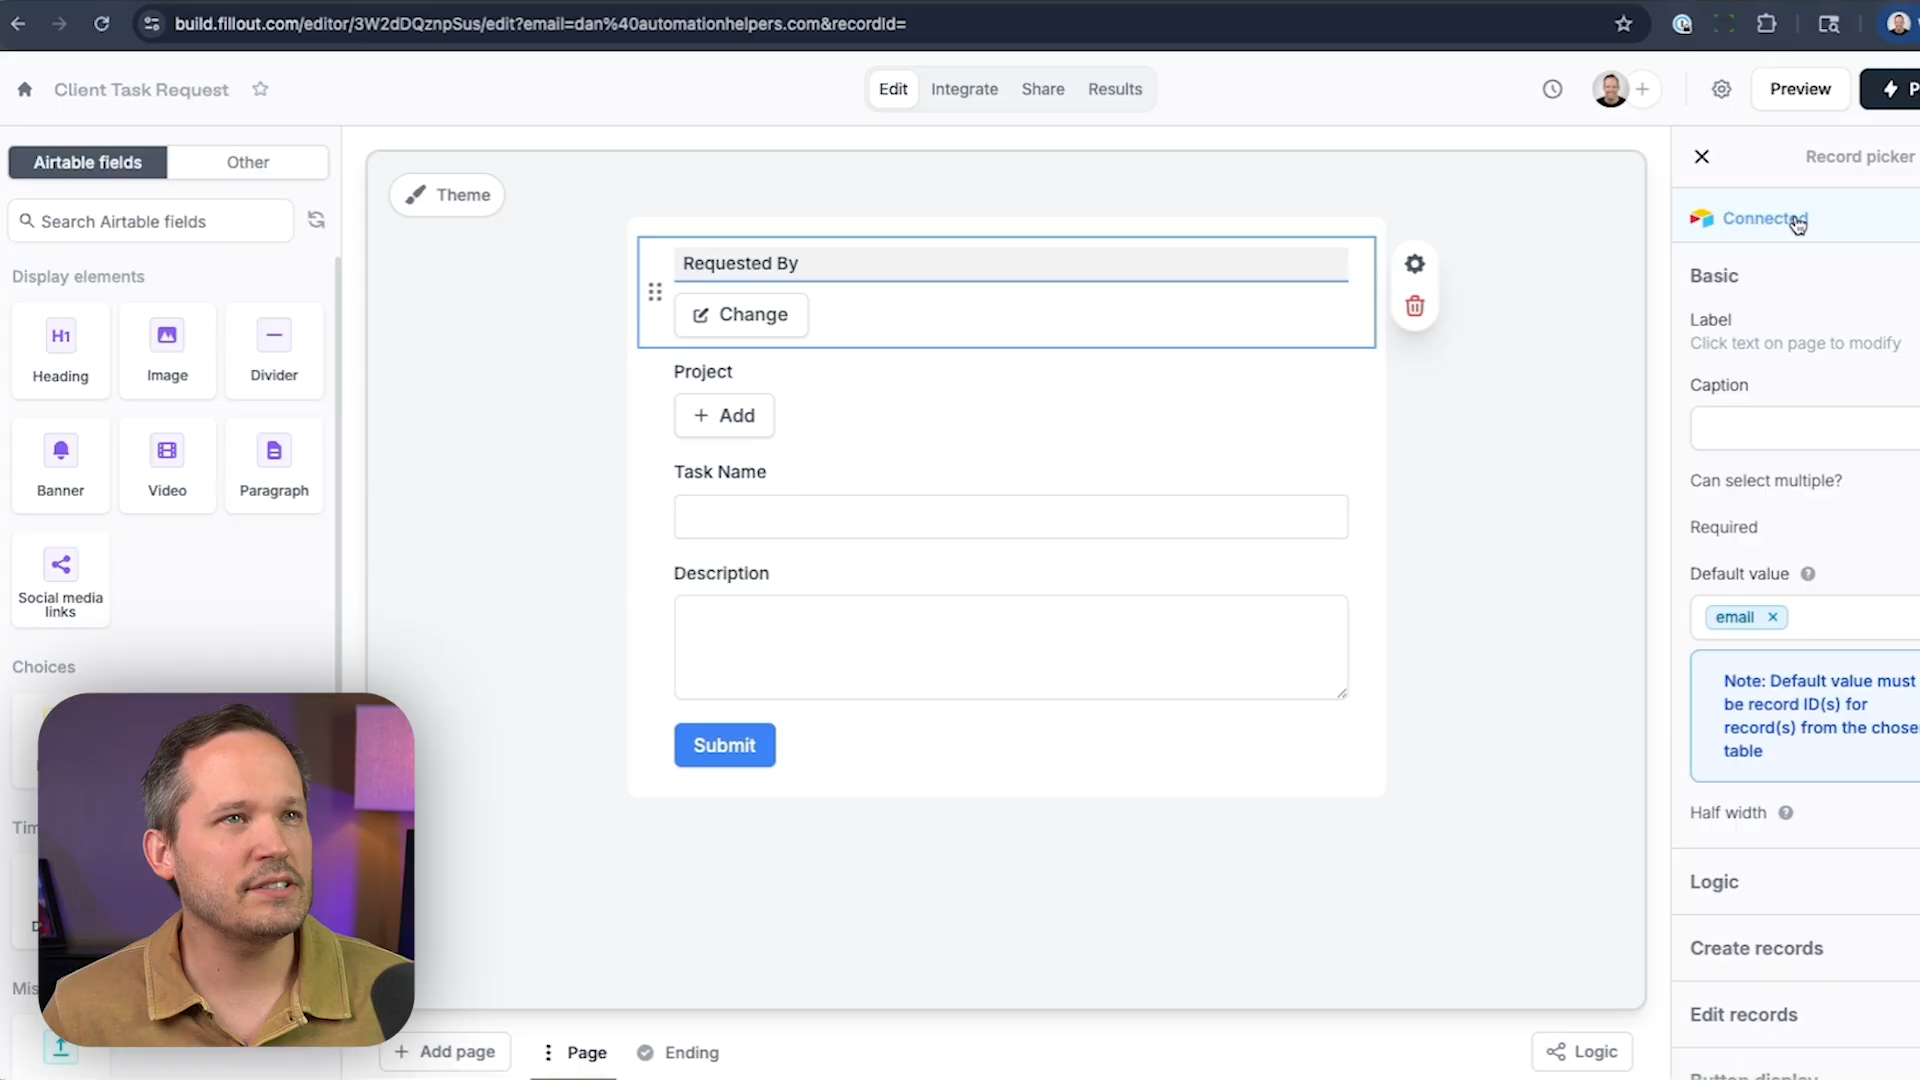 build.fillout.com/editor/3W2dDQznpSus/edit?email=dan%40automationhelpers.com&recordId=
Client Task Request
Edit
Integrate
Share
Results
Preview
P
Airtable fields
Other
Search Airtable fields
Display elements
H1
Heading
Image
Divider
Banner
Video
Paragraph
Social media
links
Choices
Tim
Mis
Theme
Requested By
Change
Project
+ Add
Task Name
Description
Submit
+ Add page
Page
Ending
Logic
Record picker
Connected
Basic
Label
Click text on page to modify
Caption
Can select multiple?
Required
Default value
email
Note: Default value must
be record ID(s) for
record(s) from the chose
table
Half width
Logic
Create records
Edit records
Button display